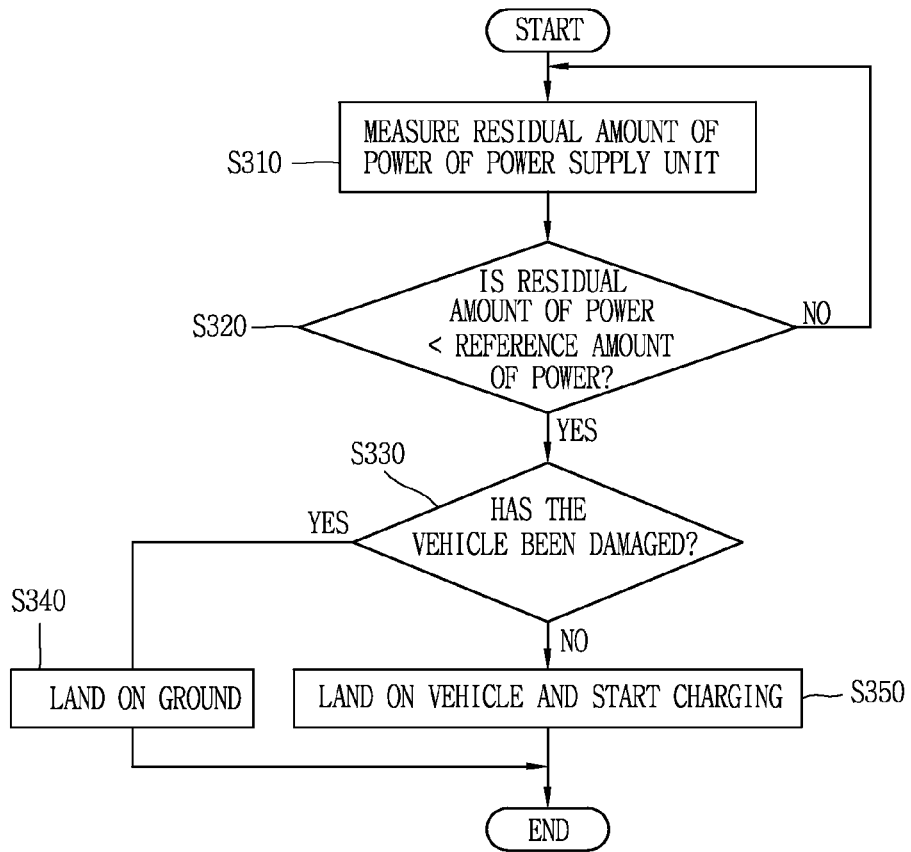 START
MEASURE RESIDUAL AMOUNT OF
POWER OF POWER SUPPLY UNIT
S310
IS RESIDUAL
AMOUNT OF POWER
< REFERENCE AMOUNT
OF POWER?
S320
NO
YES
S330
HAS THE
VEHICLE BEEN DAMAGED?
YES
S340
NO
LAND ON GROUND
LAND ON VEHICLE AND START CHARGING
S350
END